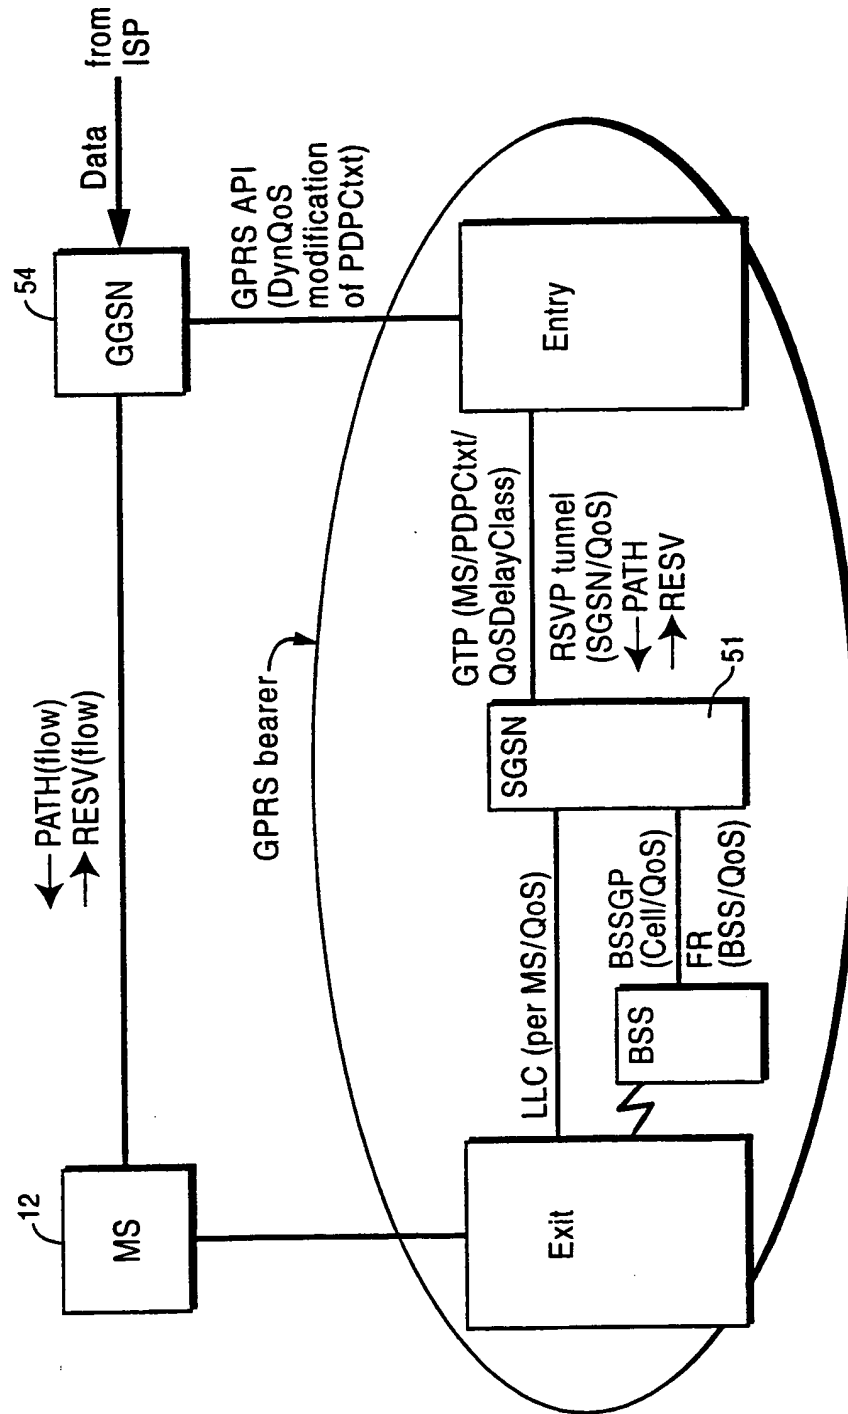 Data
from
ISP
54
GGSN
GPRS API
(DynQoS
modification
of PDPCtxt)
PATH(flow)
RESV(flow)
12
MS
GPRS bearer
Entry
GTP (MS/PDPCtxt/
QoSDelayClass)
RSVP tunnel
(SGSN/QoS)
PATH
RESV
SGSN
51
LLC (per MS/QoS)
BSSGP
(Cell/QoS)
FR
(BSS/QoS)
BSS
Exit